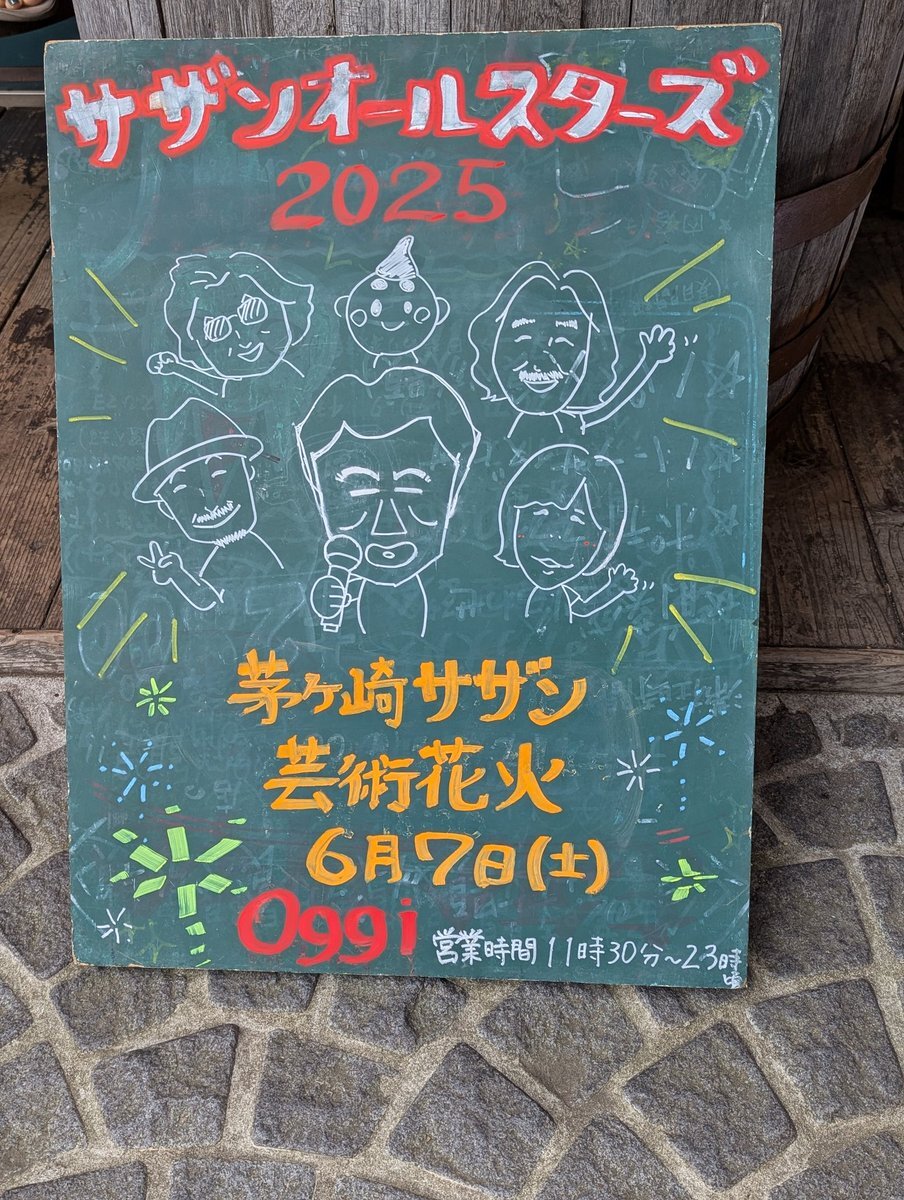 サザンオールスターズ
2025
茅ヶ崎サザン
芸術花火
6月7日(土)
Oggi
営業時間 11時30分~23時
頃